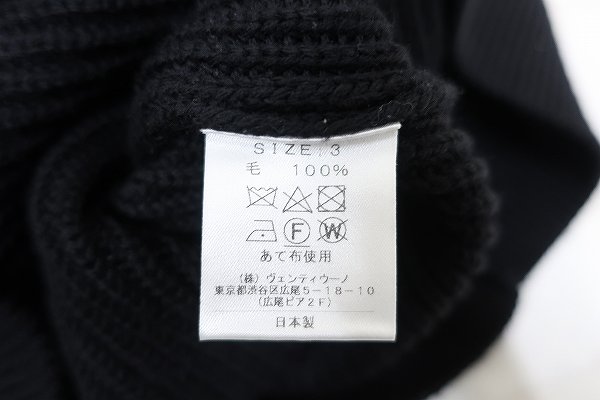 SIZE:3
毛 100%
F W
あて布使用
(株) ヴェンティウーノ
東京都渋谷区広尾5-18-10
(広尾ピア2F)
日本製